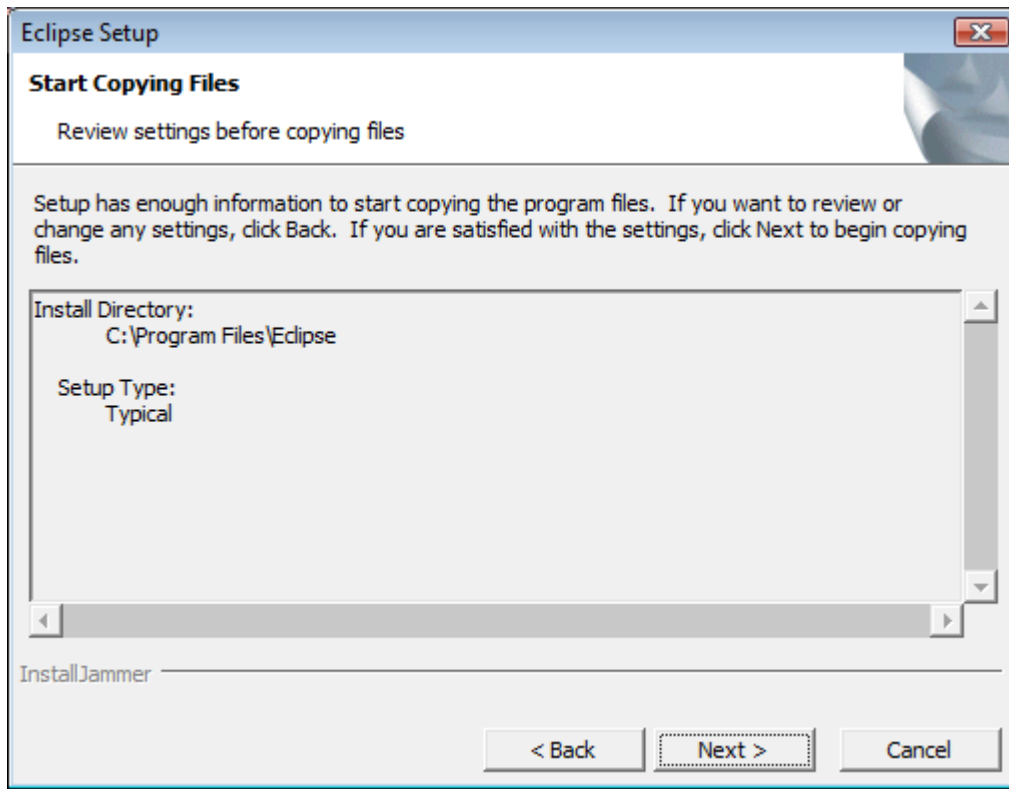 Eclipse Setup
Start Copying Files
Review settings before copying files
Setup has enough information to start copying the program files.  If you want to review or
change any settings, click Back.  If you are satisfied with the settings, click Next to begin copying
files.
Install Directory:
C:\Program Files\Eclipse
Setup Type:
Typical
InstallJammer
< Back
Next >
Cancel